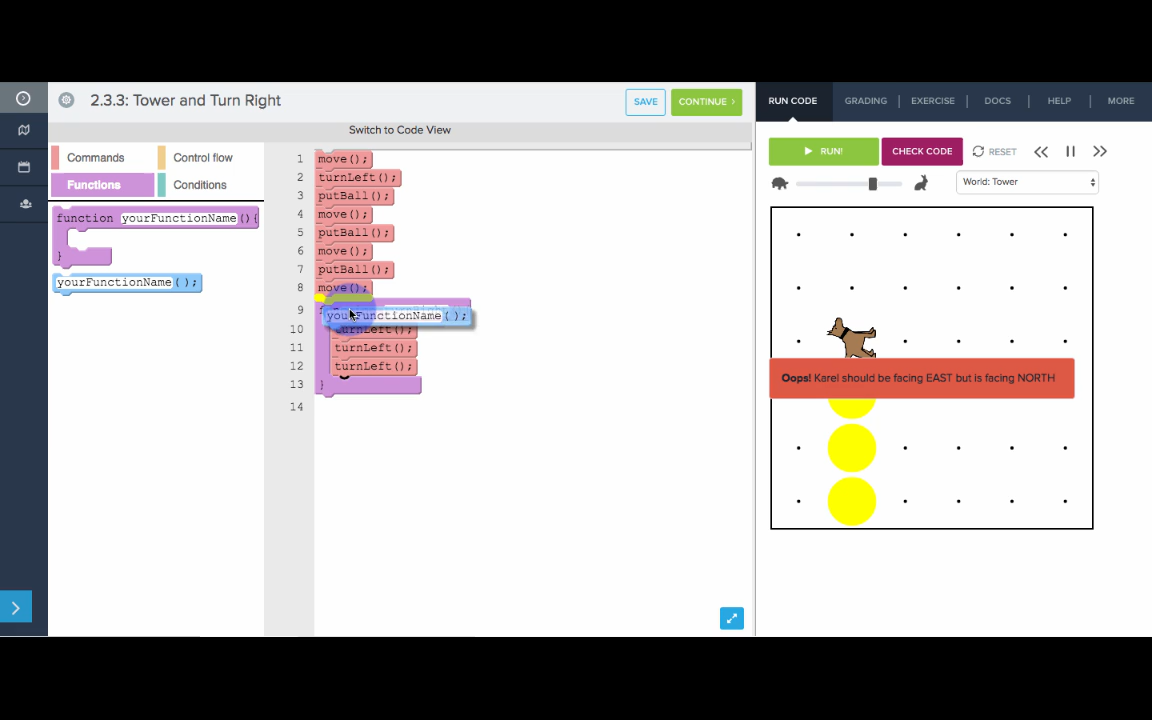 2.3.3: Tower and Turn Right
SAVE
CONTINUE ›
Switch to Code View
Commands
Control flow
Functions
Conditions
function yourFunctionName(){
}
yourFunctionName();
1 move();
2 turnLeft();
3 putBall();
4 move();
5 putBall();
6 move();
7 putBall();
8 move();
9
yourFunctionName();
10 turnLeft();
11 turnLeft();
12 turnLeft();
13 }
14
RUN CODE
GRADING
EXERCISE
DOCS
HELP
MORE
RUN!
CHECK CODE
RESET
World: Tower
Oops! Karel should be facing EAST but is facing NORTH